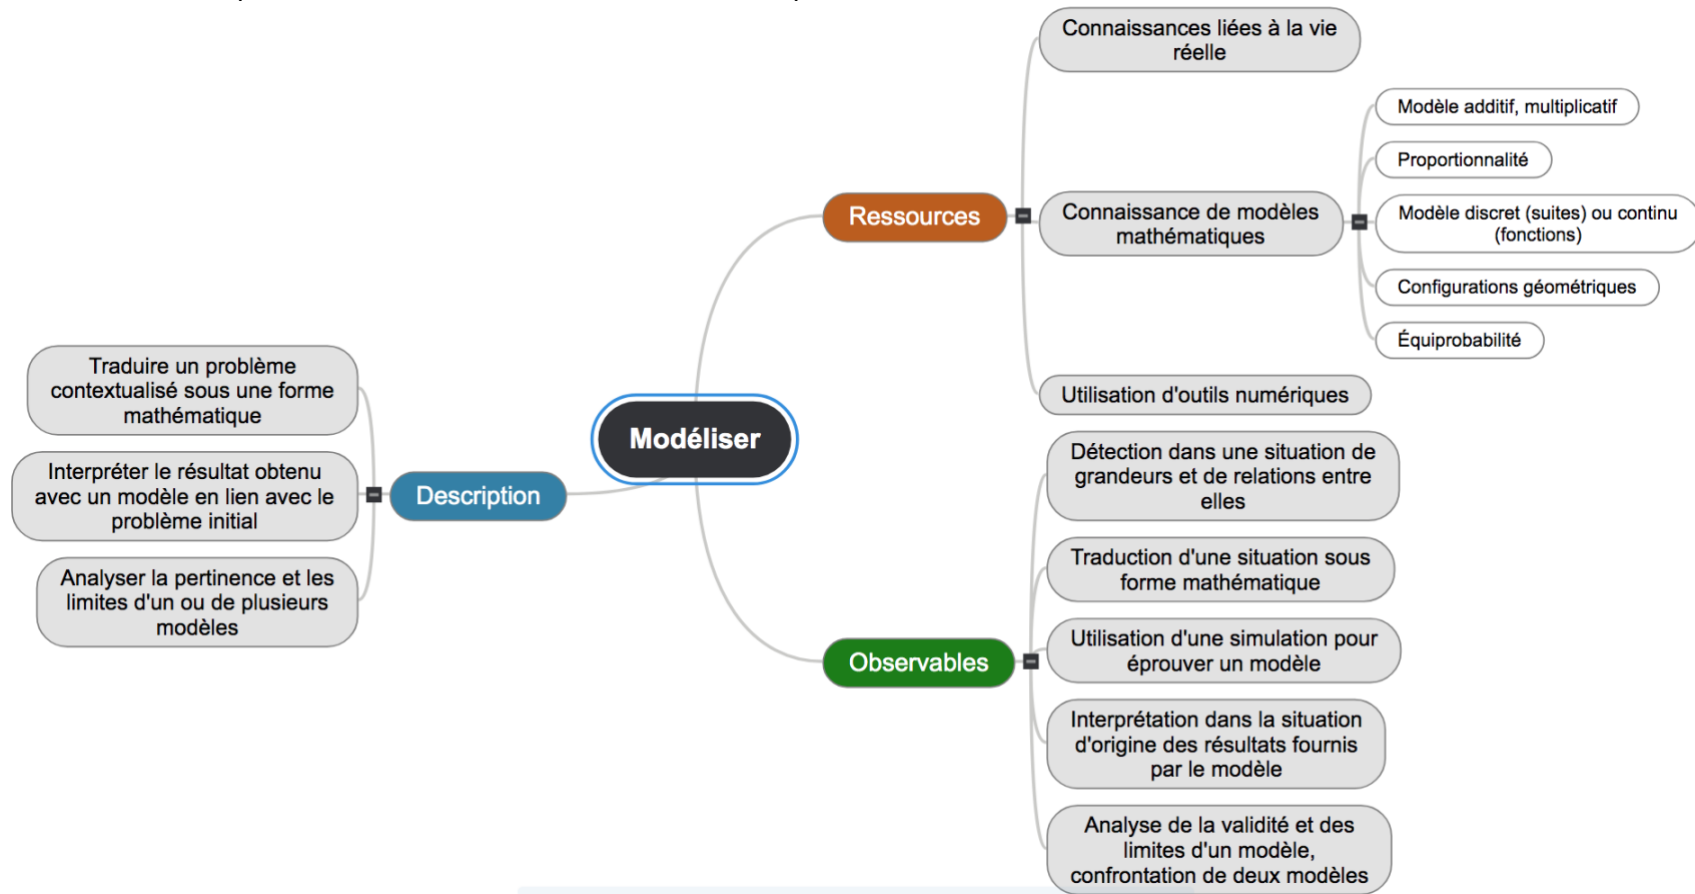 Modéliser
Description
Traduire un problème
contextualisé sous une forme
mathématique
Interpréter le résultat obtenu
avec un modèle en lien avec le
problème initial
Analyser la pertinence et les
limites d'un ou de plusieurs
modèles
Ressources
Connaissances liées à la vie
réelle
Connaissance de modèles
mathématiques
Modèle additif, multiplicatif
Proportionnalité
Modèle discret (suites) ou continu
(fonctions)
Configurations géométriques
Équiprobabilité
Utilisation d'outils numériques
Observables
Détection dans une situation de
grandeurs et de relations entre
elles
Traduction d'une situation sous
forme mathématique
Utilisation d'une simulation pour
éprouver un modèle
Interprétation dans la situation
d'origine des résultats fournis
par le modèle
Analyse de la validité et des
limites d'un modèle,
confrontation de deux modèles